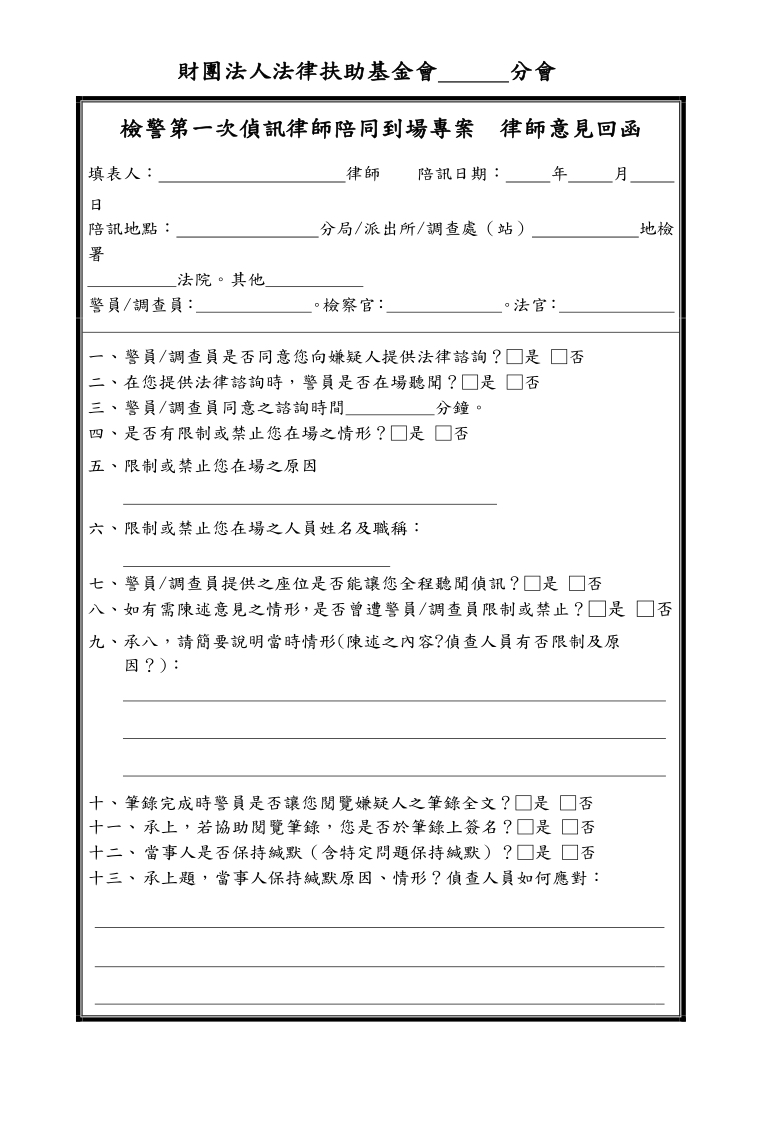 財團法人法律扶助基金會______分會
檢警第一次偵訊律師陪同到場專案　律師意見回函
填表人：____________________律師　　陪訊日期：_____年_____月_____
日
陪訊地點：________________分局/派出所/調查處（站）____________地檢
署
__________法院。其他___________
警員/調查員：_____________。檢察官：_____________。法官：_____________
一、警員/調查員是否同意您向嫌疑人提供法律諮詢？□是 □否
二、在您提供法律諮詢時，警員是否在場聽聞？□是 □否
三、警員/調查員同意之諮詢時間__________分鐘。
四、是否有限制或禁止您在場之情形？□是 □否
五、限制或禁止您在場之原因
__________________________________________
六、限制或禁止您在場之人員姓名及職稱：
______________________________
七、警員/調查員提供之座位是否能讓您全程聽聞偵訊？□是 □否
八、如有需陳述意見之情形，是否曾遭警員/調查員限制或禁止？□是 □否
九、承八，請簡要說明當時情形(陳述之內容?偵查人員有否限制及原
因？)：
_____________________________________________________________
_____________________________________________________________
_____________________________________________________________
十、筆錄完成時警員是否讓您閱覽嫌疑人之筆錄全文？□是 □否
十一、承上，若協助閱覽筆錄，您是否於筆錄上簽名？□是 □否
十二、當事人是否保持緘默（含特定問題保持緘默）？□是 □否
十三、承上題，當事人保持緘默原因、情形？偵查人員如何應對：
________________________________________________________________
________________________________________________________________
________________________________________________________________